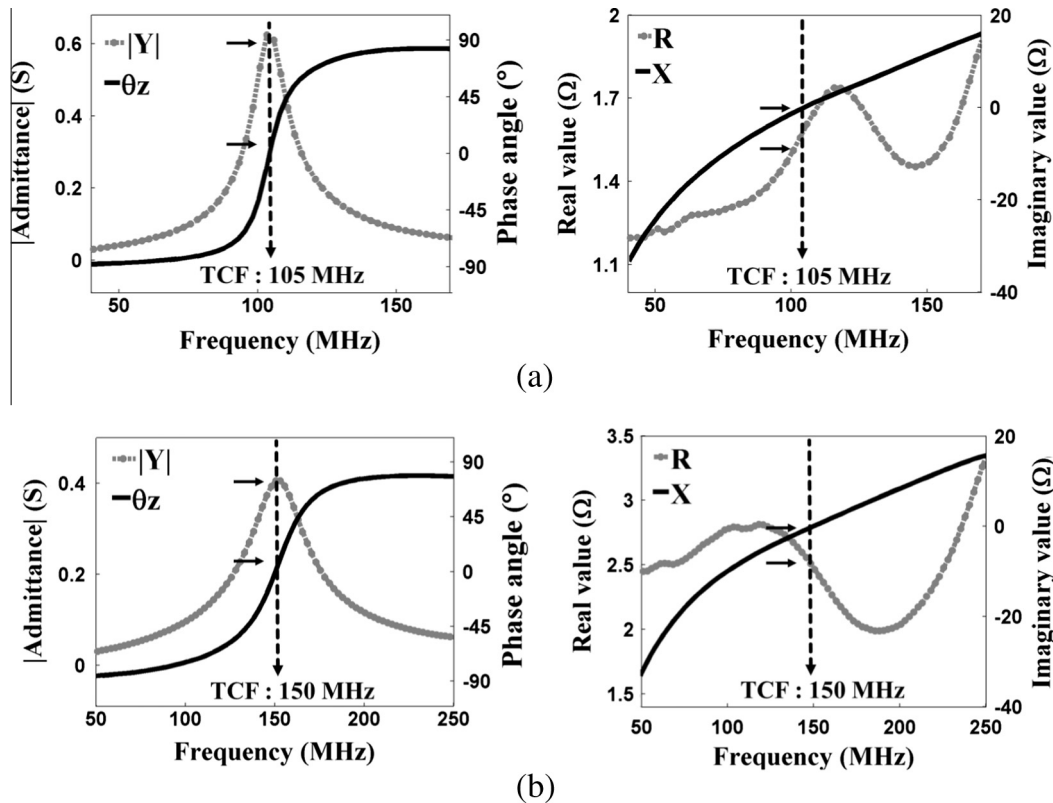 |Y|
θz
|Admittance| (S)
0.6
0.4
0.2
0
90
45
0
-45
-90
Phase angle (°)
TCF : 105 MHz
50
100
150
Frequency (MHz)
R
X
Real value (Ω)
2
1.7
1.4
1.1
20
0
-20
-40
Imaginary value (Ω)
TCF : 105 MHz
50
100
150
Frequency (MHz)
(a)
|Y|
θz
|Admittance| (S)
0.4
0.2
0
90
45
0
-45
-90
Phase angle (°)
TCF : 150 MHz
50
100
150
200
250
Frequency (MHz)
R
X
Real value (Ω)
3.5
3
2.5
2
1.5
20
0
-20
-40
Imaginary value (Ω)
TCF : 150 MHz
50
100
150
200
250
Frequency (MHz)
(b)